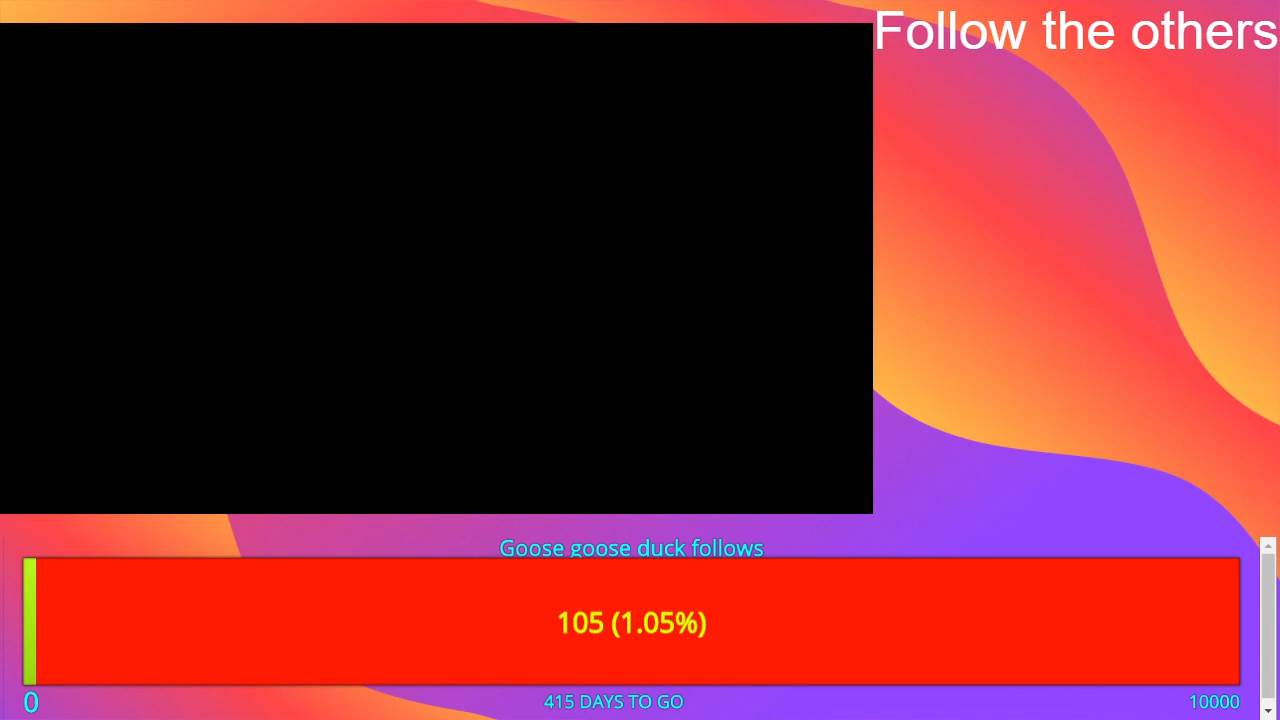 Follow the others
Goose goose duck follows
105 (1.05%)
0
415 DAYS TO GO
10000